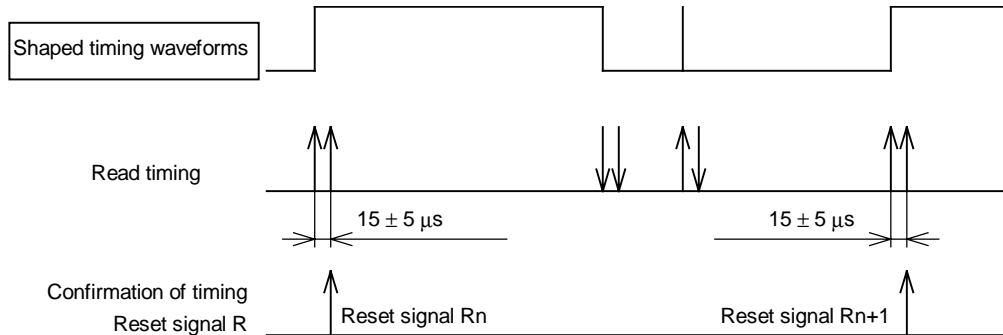 Shaped timing waveforms
Read timing
15 ± 5 μs
15 ± 5 μs
Confirmation of timing
Reset signal R
Reset signal Rn
Reset signal Rn+1